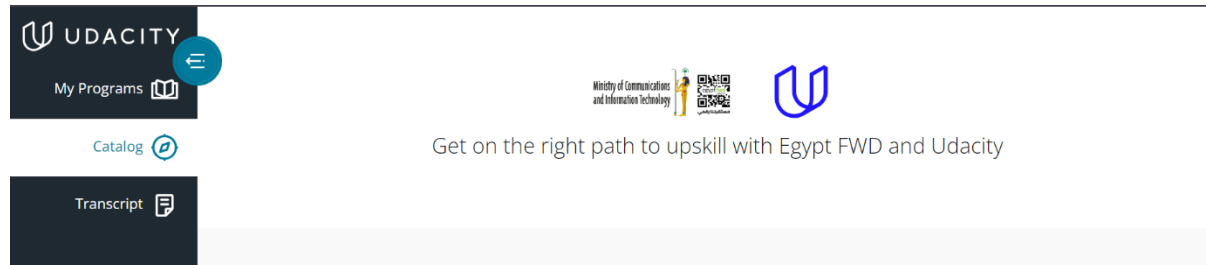 UDACITY
My Programs
Catalog
Transcript
Ministry of Communications
and Information Technology
Get on the right path to upskill with Egypt FWD and Udacity